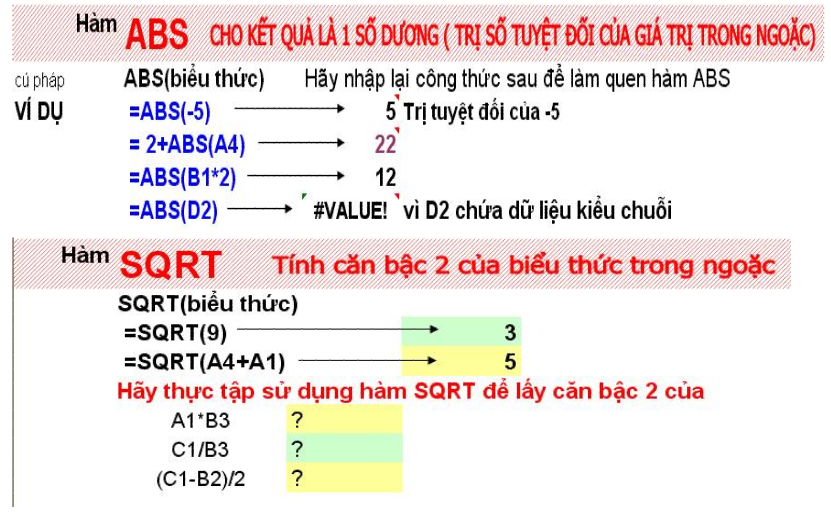 Hàm ABS CHO KẾT QUẢ LÀ 1 SỐ DƯƠNG ( TRỊ SỐ TUYỆT ĐỐI CỦA GIÁ TRỊ TRONG NGOẶC)
cú pháp ABS(biểu thức) Hãy nhập lại công thức sau để làm quen hàm ABS
VÍ DỤ =ABS(-5) 5 Trị tuyệt đối của -5
= 2+ABS(A4) 22
=ABS(B1*2) 12
=ABS(D2) #VALUE! vì D2 chứa dữ liệu kiểu chuỗi
Hàm SQRT Tính căn bậc 2 của biểu thức trong ngoặc
SQRT(biểu thức)
=SQRT(9) 3
=SQRT(A4+A1) 5
Hãy thực tập sử dụng hàm SQRT để lấy căn bậc 2 của
A1*B3 ?
C1/B3 ?
(C1-B2)/2 ?